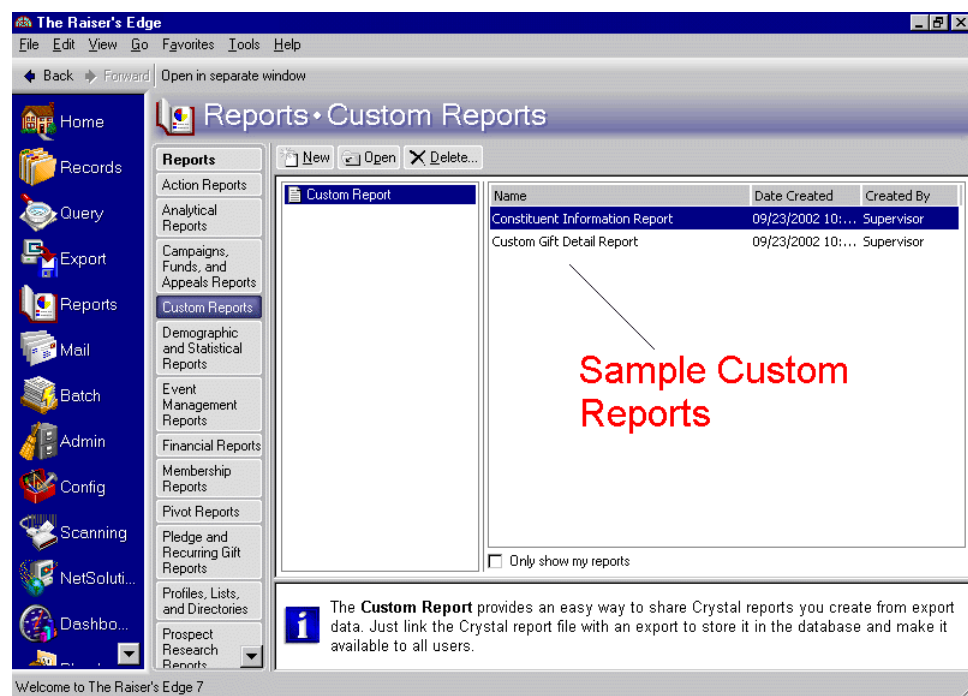 The Raiser's Edge
File Edit View Go Favorites Tools Help
Back Forward Open in separate window
Home
Records
Query
Export
Reports
Mail
Batch
Admin
Config
Scanning
NetSoluti...
Dashbo...
Reports • Custom Reports
Reports
Action Reports
Analytical
Reports
Campaigns,
Funds, and
Appeals Reports
Custom Reports
Demographic
and Statistical
Reports
Event
Management
Reports
Financial Reports
Membership
Reports
Pivot Reports
Pledge and
Recurring Gift
Reports
Profiles, Lists,
and Directories
Prospect
Research
Reports
New Open Delete...
Custom Report
Name Date Created Created By
Constituent Information Report 09/23/2002 10:... Supervisor
Custom Gift Detail Report 09/23/2002 10:... Supervisor
Sample Custom
Reports
Only show my reports
The Custom Report provides an easy way to share Crystal reports you create from export
data. Just link the Crystal report file with an export to store it in the database and make it
available to all users.
Welcome to The Raiser's Edge 7